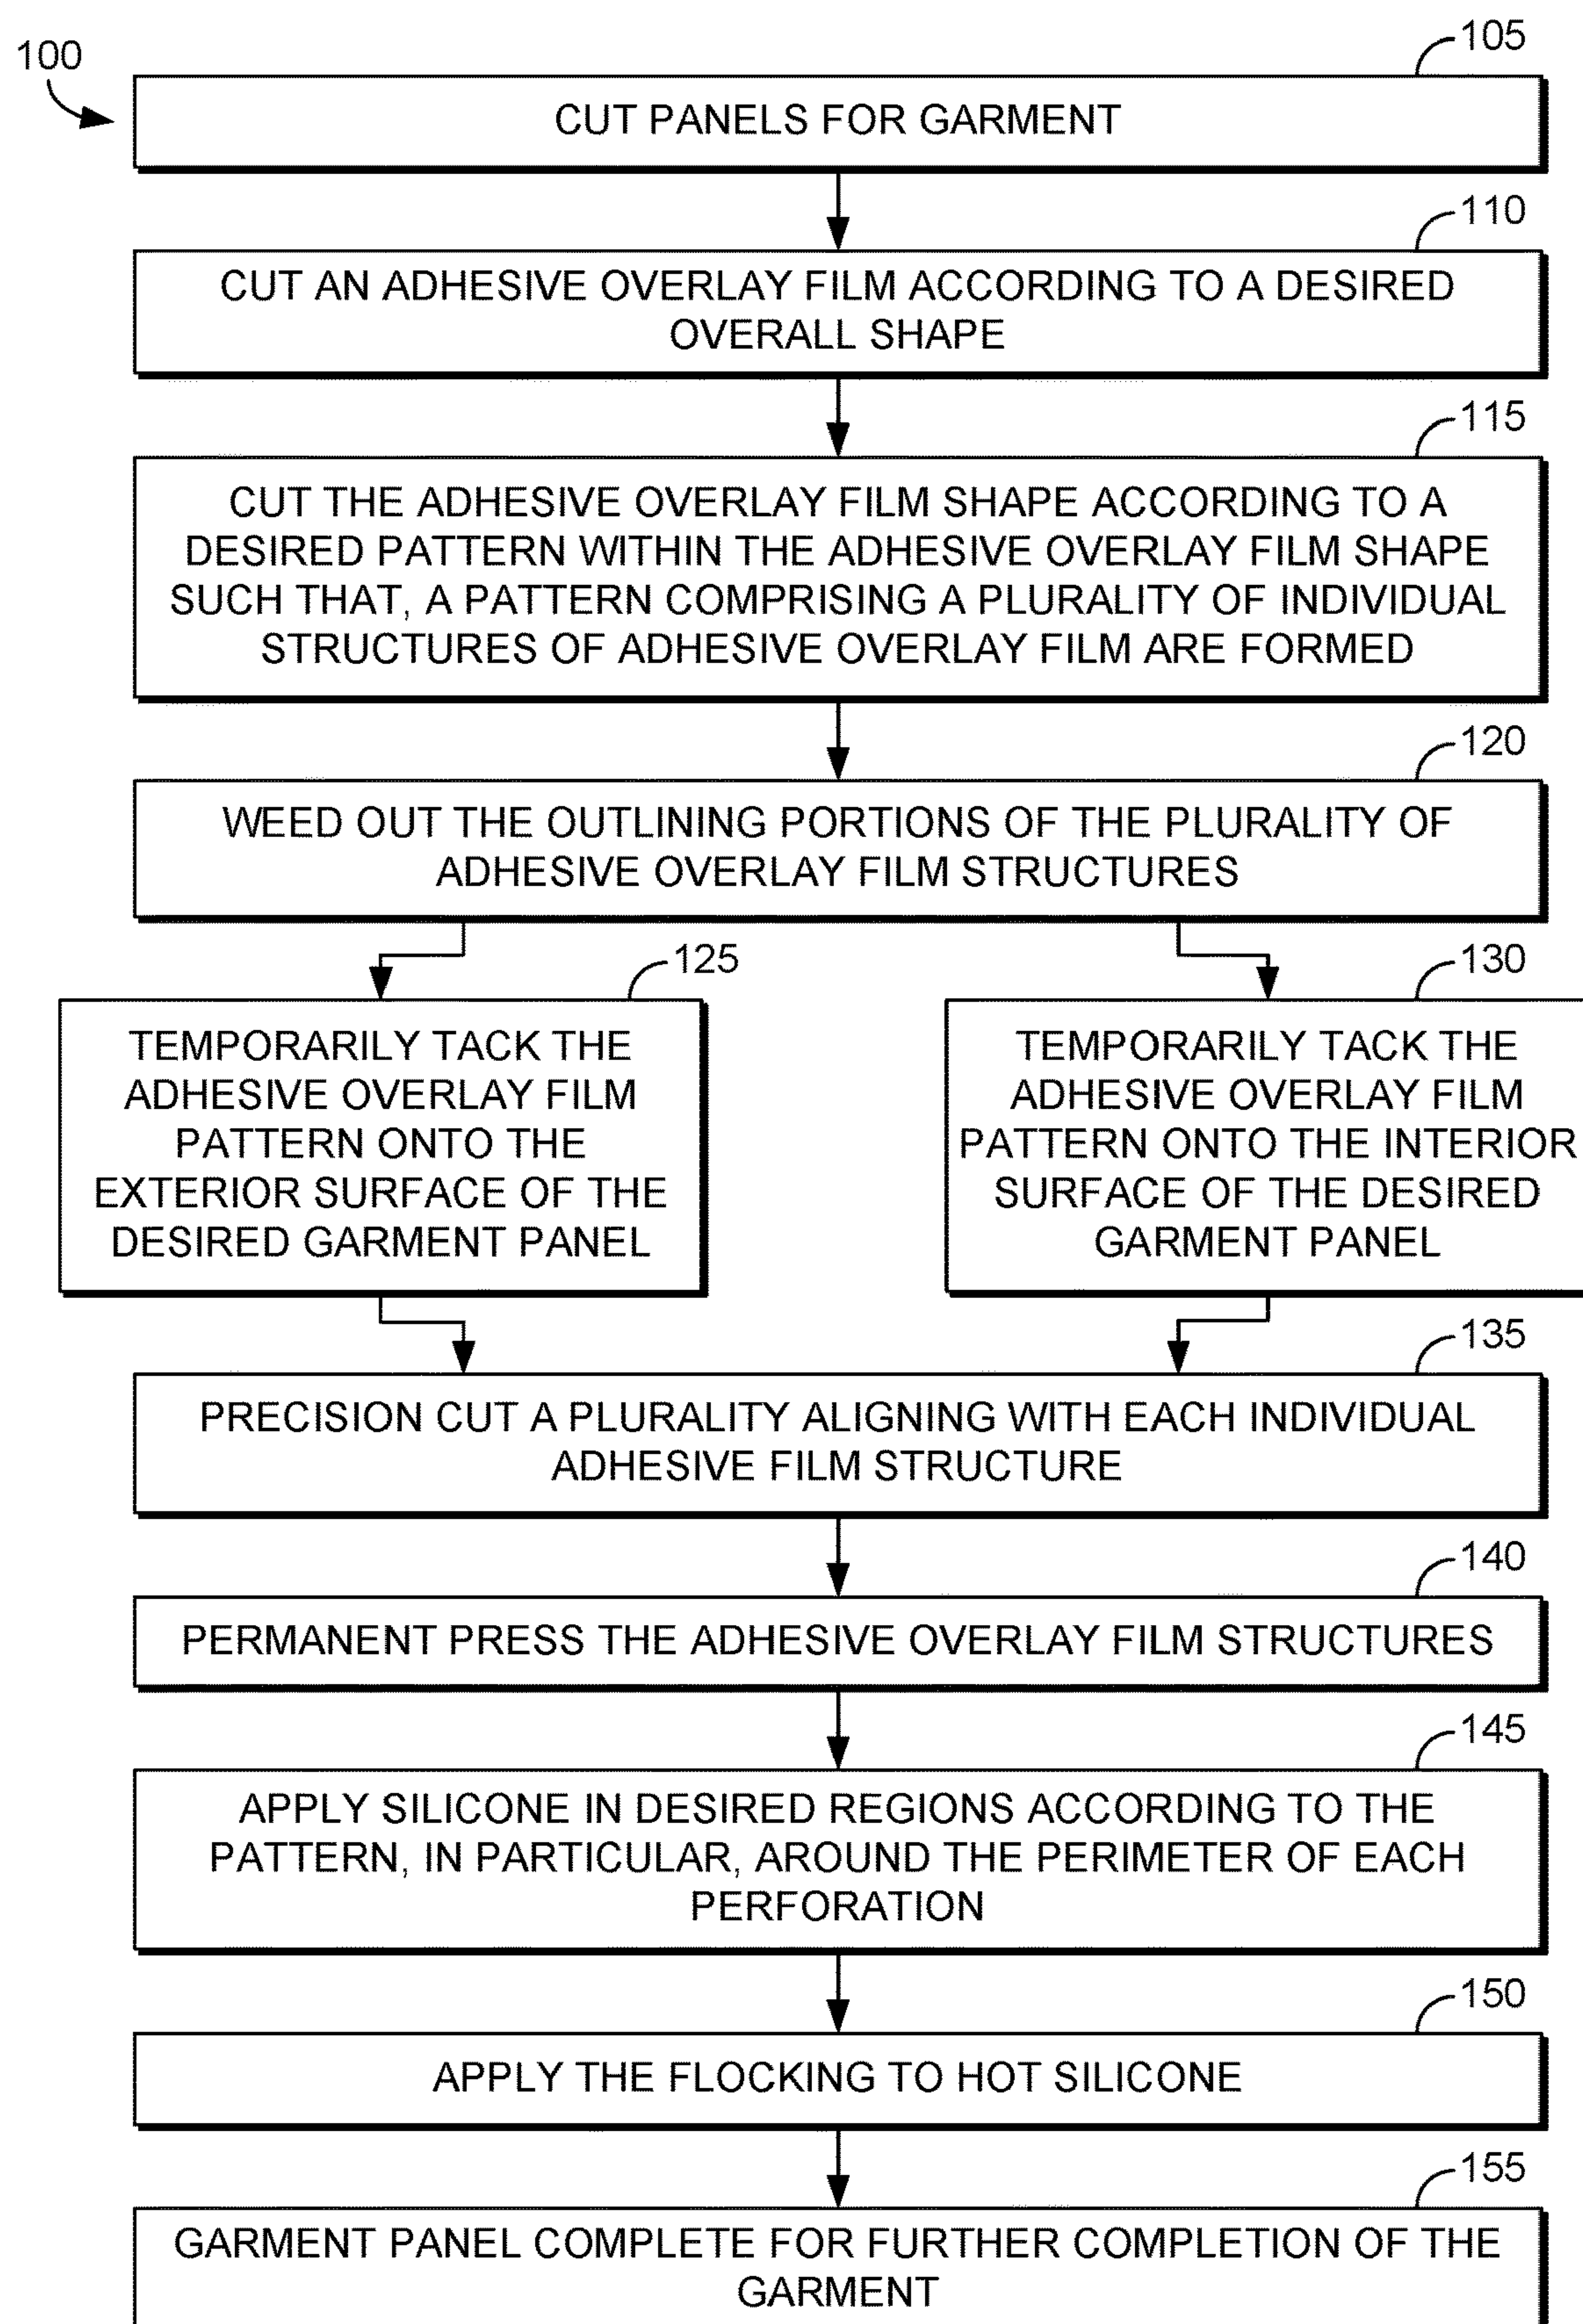 100
105
CUT PANELS FOR GARMENT
110
CUT AN ADHESIVE OVERLAY FILM ACCORDING TO A DESIRED
OVERALL SHAPE
115
CUT THE ADHESIVE OVERLAY FILM SHAPE ACCORDING TO A
DESIRED PATTERN WITHIN THE ADHESIVE OVERLAY FILM SHAPE
SUCH THAT, A PATTERN COMPRISING A PLURALITY OF INDIVIDUAL
STRUCTURES OF ADHESIVE OVERLAY FILM ARE FORMED
120
WEED OUT THE OUTLINING PORTIONS OF THE PLURALITY OF
ADHESIVE OVERLAY FILM STRUCTURES
125
TEMPORARILY TACK THE
ADHESIVE OVERLAY FILM
PATTERN ONTO THE
EXTERIOR SURFACE OF THE
DESIRED GARMENT PANEL
130
TEMPORARILY TACK THE
ADHESIVE OVERLAY FILM
PATTERN ONTO THE INTERIOR
SURFACE OF THE DESIRED
GARMENT PANEL
135
PRECISION CUT A PLURALITY ALIGNING WITH EACH INDIVIDUAL
ADHESIVE FILM STRUCTURE
140
PERMANENT PRESS THE ADHESIVE OVERLAY FILM STRUCTURES
145
APPLY SILICONE IN DESIRED REGIONS ACCORDING TO THE
PATTERN, IN PARTICULAR, AROUND THE PERIMETER OF EACH
PERFORATION
150
APPLY THE FLOCKING TO HOT SILICONE
155
GARMENT PANEL COMPLETE FOR FURTHER COMPLETION OF THE
GARMENT